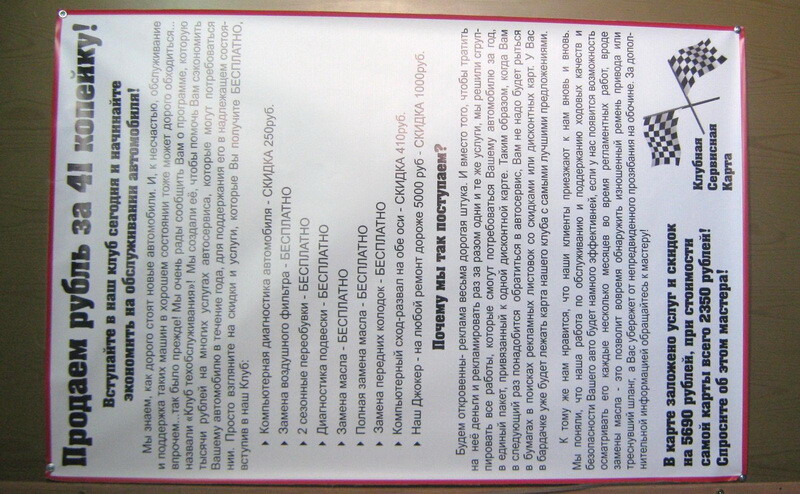 Продаем рубль за 41 копейку!
Вступайте в наш клуб сегодня и начинайте
экономить на обслуживании автомобиля!
Мы знаем, как дорого стоят новые автомобили. И, к несчастью, обслуживание
и поддержка таких машин в хорошем состоянии тоже может дорого обходиться...
впрочем...так было прежде! Мы очень рады сообщить Вам о программе, которую
назвали «Клуб техобслуживания»! Мы создали её, чтобы помочь Вам сэкономить
тысячи рублей на многих услугах автосервиса, которые могут потребоваться
Вашему автомобилю в течение года, для поддержания его в надлежащем состоя-
нии. Просто взгляните на скидки и услуги, которые Вы получите БЕСПЛАТНО,
вступив в наш Клуб:
Компьютерная диагностика автомобиля - СКИДКА 250руб.
Замена воздушного фильтра - БЕСПЛАТНО
2 сезонные переобувки - БЕСПЛАТНО
Диагностика подвески - БЕСПЛАТНО
Замена масла - БЕСПЛАТНО
Полная замена масла - БЕСПЛАТНО
Замена передних колодок - БЕСПЛАТНО
Компьютерный сход-развал на обе оси - СКИДКА 410руб.
Наш Джокер - на любой ремонт дороже 5000 руб - СКИДКА 1000руб.
Почему мы так поступаем?
Будем откровенны- реклама весьма дорогая штука. И вместо того, чтобы тратить
на неё деньги и рекламировать раз за разом одни и те же услуги, мы решили сгруп-
пировать все работы, которые смогут потребоваться Вашему автомобилю за год,
в единый пакет, привязанный к одной дисконтной карте. Таким образом, когда Вам
в следующий раз понадобится обратиться в автосервис, Вам не надо будет рыться
в бумагах в поисках рекламных листовок со скидками или дисконтных карт. У Вас
в бардачке уже будет лежать карта нашего клуба с самыми лучшими предложениями.
К тому же нам нравится, что наши клиенты приезжают к нам вновь и вновь.
Мы поняли, что наша работа по обслуживанию и поддержанию ходовых качеств и
безопасности Вашего авто будет намного эффективней, если у нас появится возможность
осматривать его каждые несколько месяцев во время регламентных работ, вроде
замены масла - это позволит вовремя обнаружить изношенный ремень привода или
треснувший шланг, а Вас убережет от непредвиденного прозябания на обочине. За допол-
нительной информацией обращайтесь к мастеру!
В карте заложено услуг и скидок
на 5690 рублей, при стоимости
самой карты всего 2350 рублей!
Спросите об этом мастера!
Клубная
Сервисная
Карта